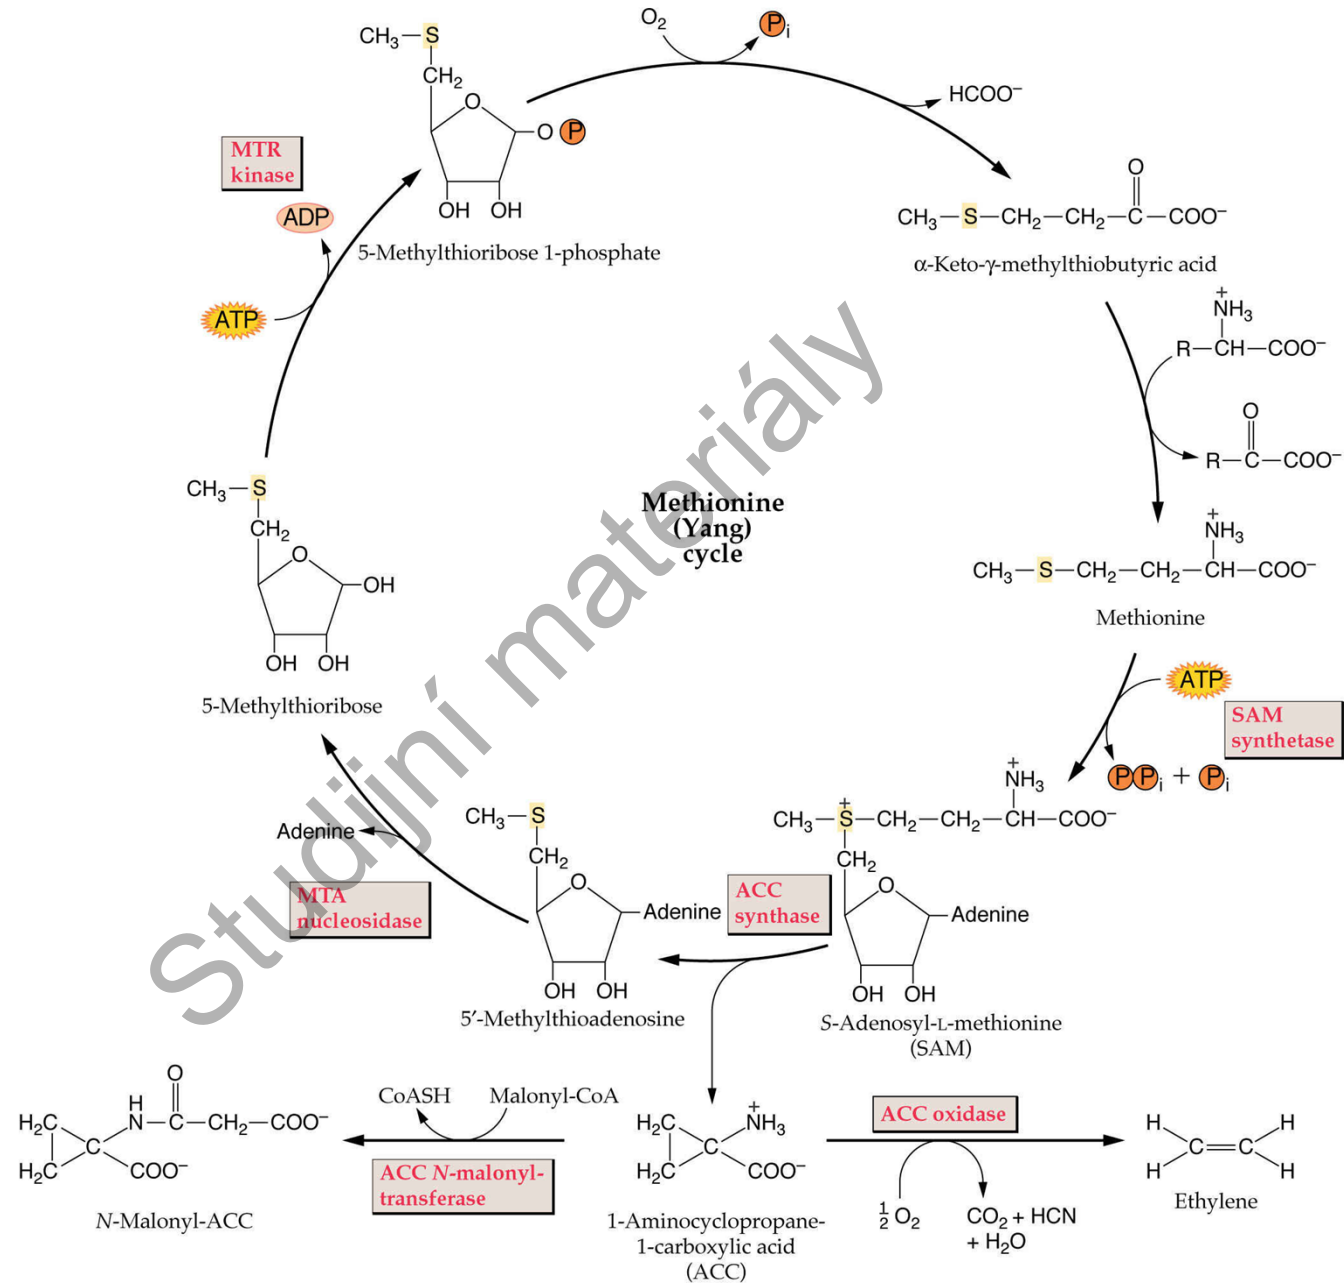 O₂
Pi
CH₃—S
CH₂
O
O P
OH OH
5-Methylthioribose 1-phosphate
HCOO⁻
MTR
kinase
ADP
ATP
O
CH₃—S—CH₂—CH₂—C—COO⁻
α-Keto-γ-methylthiobutyric acid
+
NH₃
R—CH—COO⁻
O
R—C—COO⁻
CH₃—S
CH₂
O
OH
OH OH
5-Methylthioribose
Methionine
(Yang)
cycle
+
NH₃
CH₃—S—CH₂—CH₂—CH—COO⁻
Methionine
ATP
SAM
synthetase
PPi + Pi
+
NH₃
+
CH₃—S—CH₂—CH₂—CH—COO⁻
CH₂
O
Adenine
OH OH
S-Adenosyl-L-methionine
(SAM)
ACC
synthase
CH₃—S
CH₂
O
Adenine
OH OH
5′-Methylthioadenosine
Adenine
MTA
nucleosidase
O
H
H₂C N—C—CH₂—COO⁻
C
H₂C COO⁻
N-Malonyl-ACC
CoASH Malonyl-CoA
ACC N-malonyl-
transferase
+
H₂C NH₃
C
H₂C COO⁻
1-Aminocyclopropane-
1-carboxylic acid
(ACC)
ACC oxidase
½ O₂
CO₂ + HCN
+ H₂O
H H
C=C
H H
Ethylene
Studijní materiály